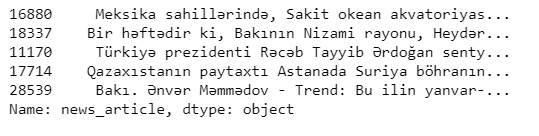 16880 Meksika sahillərində, Sakit okean akvatoriyas...
18337 Bir həftədir ki, Bakının Nizami rayonu, Heydər...
11170 Türkiyə prezidenti Rəcəb Tayyib Ərdoğan senty...
17714 Qazaxıstanın paytaxtı Astanada Suriya böhranın...
28539 Bakı. Ənvər Məmmədov - Trend: Bu ilin yanvar-...
Name: news_article, dtype: object